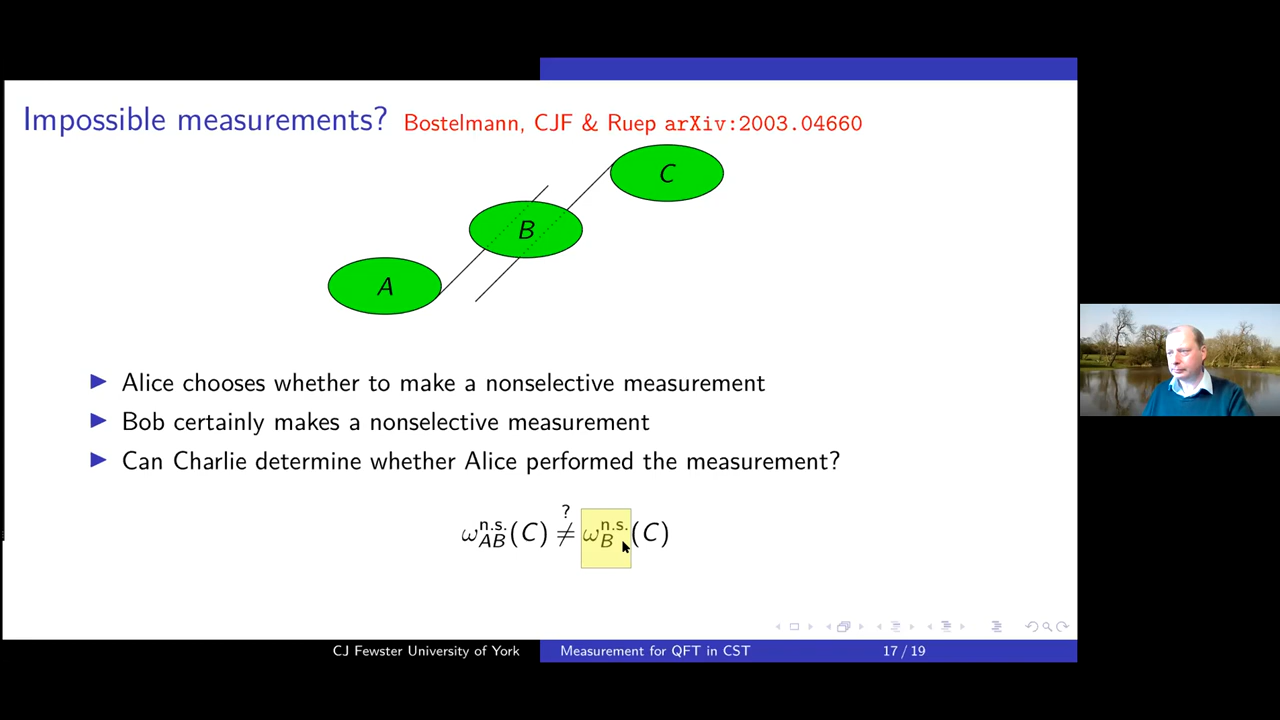 Impossible measurements? Bostelmann, CJF & Ruep arXiv:2003.04660
C
B
A
Alice chooses whether to make a nonselective measurement
Bob certainly makes a nonselective measurement
Can Charlie determine whether Alice performed the measurement?
ω_{AB}^{n.s.}(C) ≠^{?} ω_{B}^{n.s.}(C)
CJ Fewster University of York Measurement for QFT in CST 17 / 19